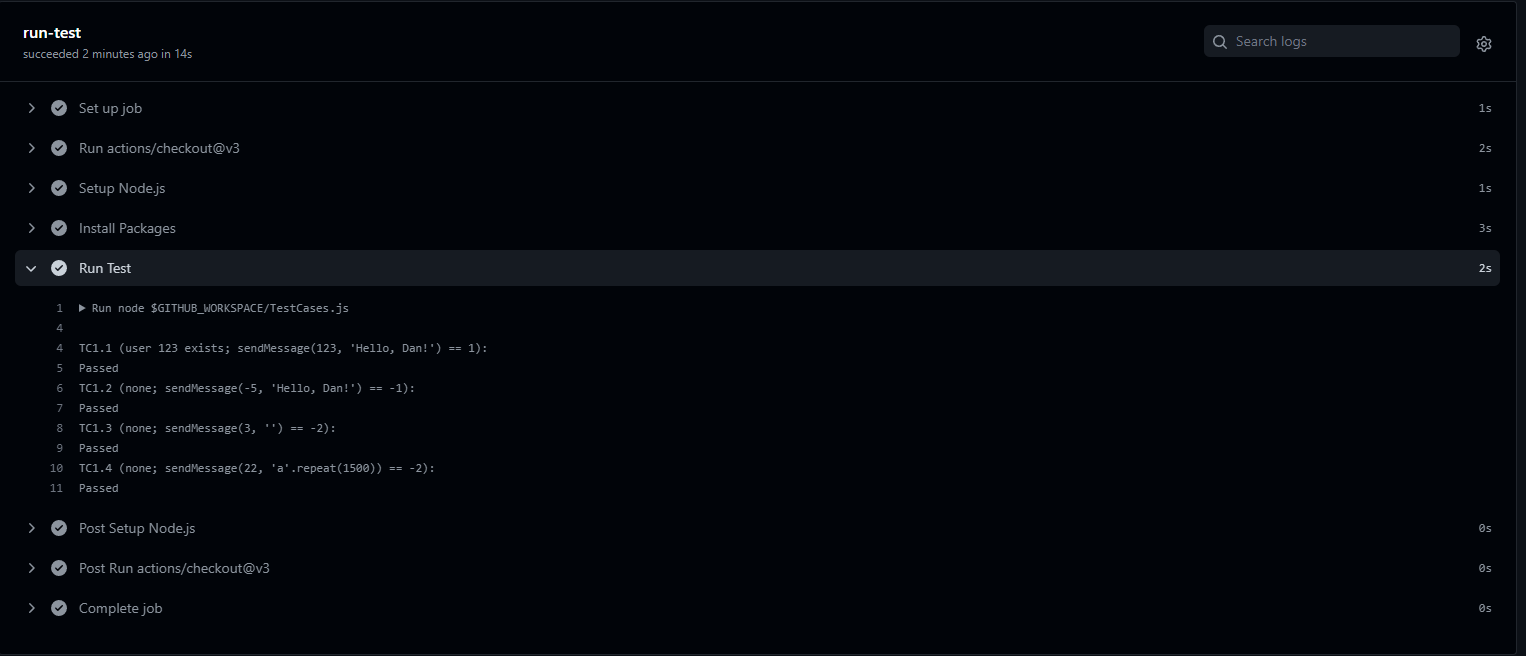 run-test
succeeded 2 minutes ago in 14s
Search logs
Set up job 1s
Run actions/checkout@v3 2s
Setup Node.js 1s
Install Packages 3s
Run Test 2s
1 Run node $GITHUB_WORKSPACE/TestCases.js
4
4 TC1.1 (user 123 exists; sendMessage(123, 'Hello, Dan!') == 1):
5 Passed
6 TC1.2 (none; sendMessage(-5, 'Hello, Dan!') == -1):
7 Passed
8 TC1.3 (none; sendMessage(3, '') == -2):
9 Passed
10 TC1.4 (none; sendMessage(22, 'a'.repeat(1500)) == -2):
11 Passed
Post Setup Node.js 0s
Post Run actions/checkout@v3 0s
Complete job 0s